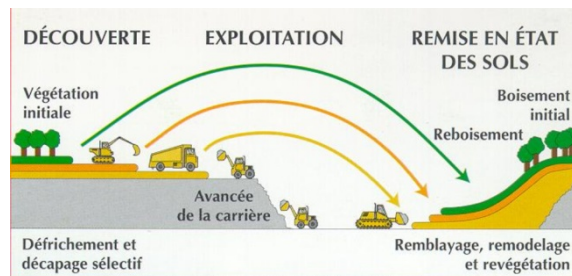 DÉCOUVERTE
EXPLOITATION
REMISE EN ÉTAT
DES SOLS
Végétation
initiale
Boisement
initial
Reboisement
Avancée
de la carrière
Défrichement et
décapage sélectif
Remblayage, remodelage
et revégétation